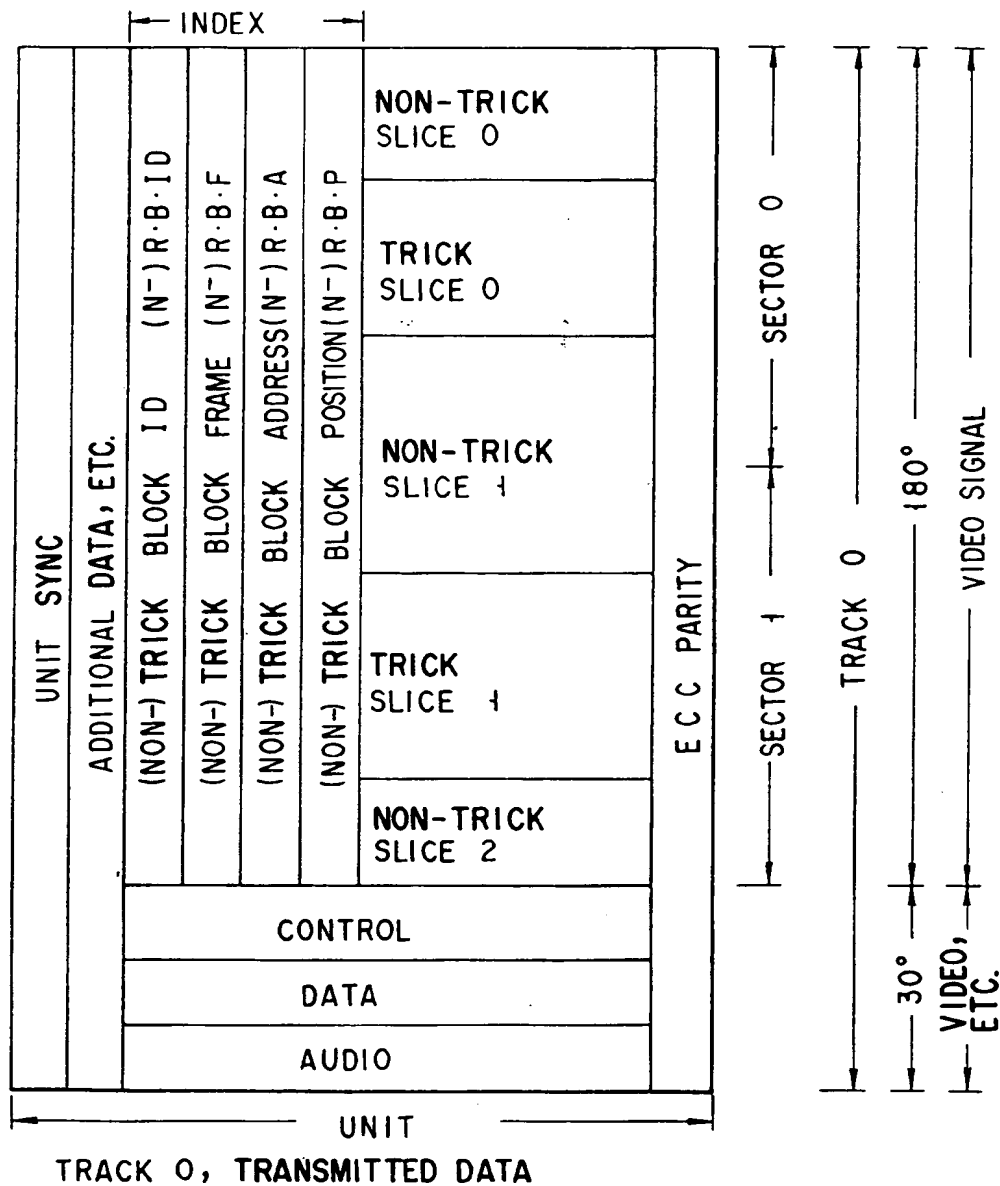 INDEX
UNIT SYNC
ADDITIONAL DATA, ETC.
(NON-) TRICK BLOCK ID (N-)R·B·ID
(NON-) TRICK BLOCK FRAME (N-)R·B·F
(NON-) TRICK BLOCK ADDRESS(N-)R·B·A
(NON-) TRICK BLOCK POSITION(N-)R·B·P
NON-TRICK
SLICE 0
TRICK
SLICE 0
NON-TRICK
SLICE 1
TRICK
SLICE 1
NON-TRICK
SLICE 2
CONTROL
DATA
AUDIO
ECC PARITY
SECTOR 0
SECTOR 1
TRACK 0
180°
30°
VIDEO SIGNAL
VIDEO,
ETC.
UNIT
TRACK 0, TRANSMITTED DATA